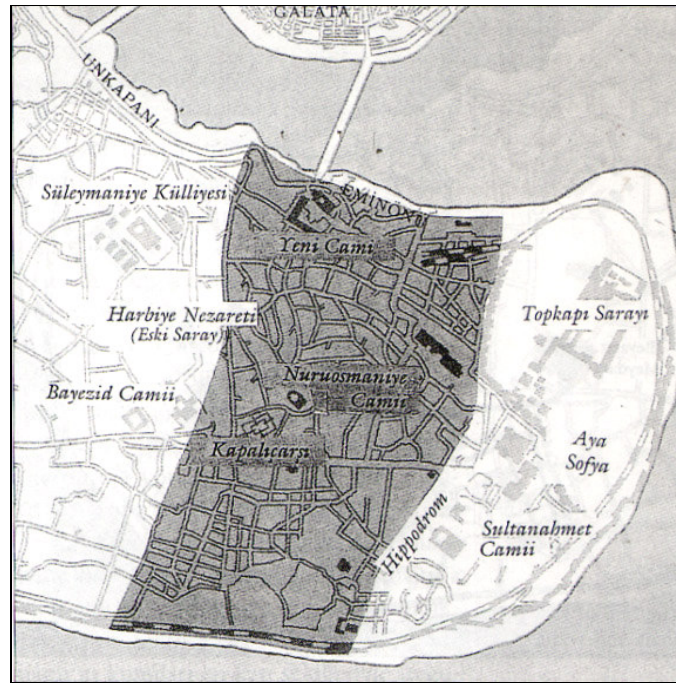 GALATA
UNKAPANI
Süleymaniye Külliyesi
EMİNÖNÜ
Yeni Cami
Harbiye Nezareti
(Eski Saray)
Topkapı Sarayı
Nuruosmaniye
Camii
Bayezid Camii
Kapalıçarşı
Aya
Sofya
Hippodrom
Sultanahmet
Camii